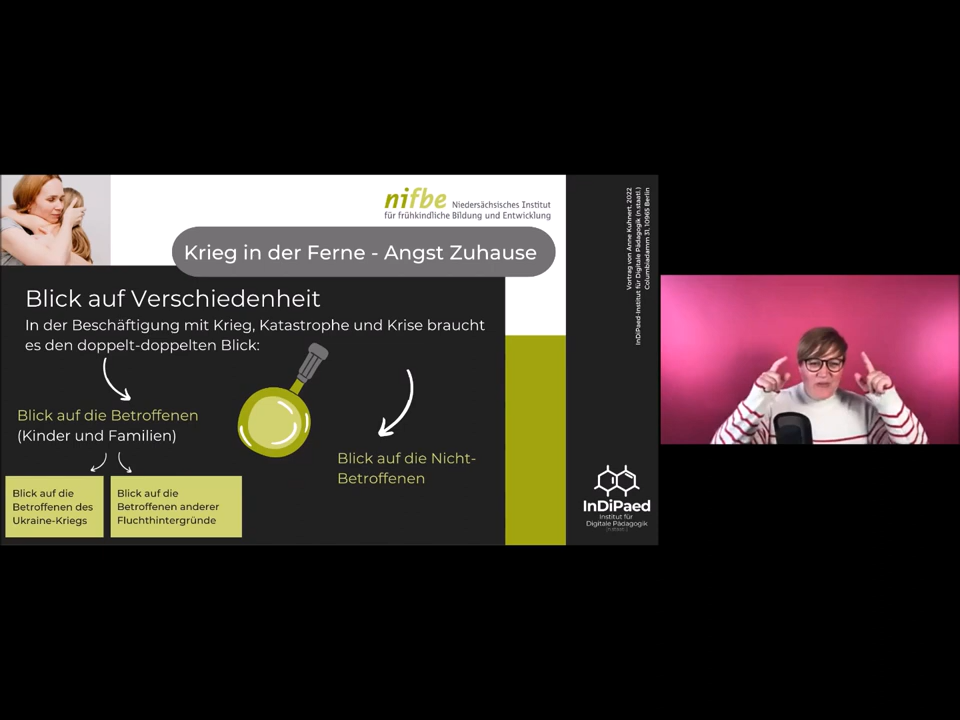 nifbe Niedersächsisches Institut
für frühkindliche Bildung und Entwicklung
Krieg in der Ferne - Angst Zuhause
Blick auf Verschiedenheit
In der Beschäftigung mit Krieg, Katastrophe und Krise braucht
es den doppelt-doppelten Blick:
Blick auf die Betroffenen
(Kinder und Familien)
Blick auf die
Betroffenen des
Ukraine-Kriegs
Blick auf die
Betroffenen anderer
Fluchthintergründe
Blick auf die Nicht-
Betroffenen
Vortrag von Anne Kuhnert, 2022
InDiPaed-Institut für Digitale Pädagogik (n.staatl.)
Columbiadamm 31, 10965 Berlin
InDiPaed
Institut für
Digitale Pädagogik